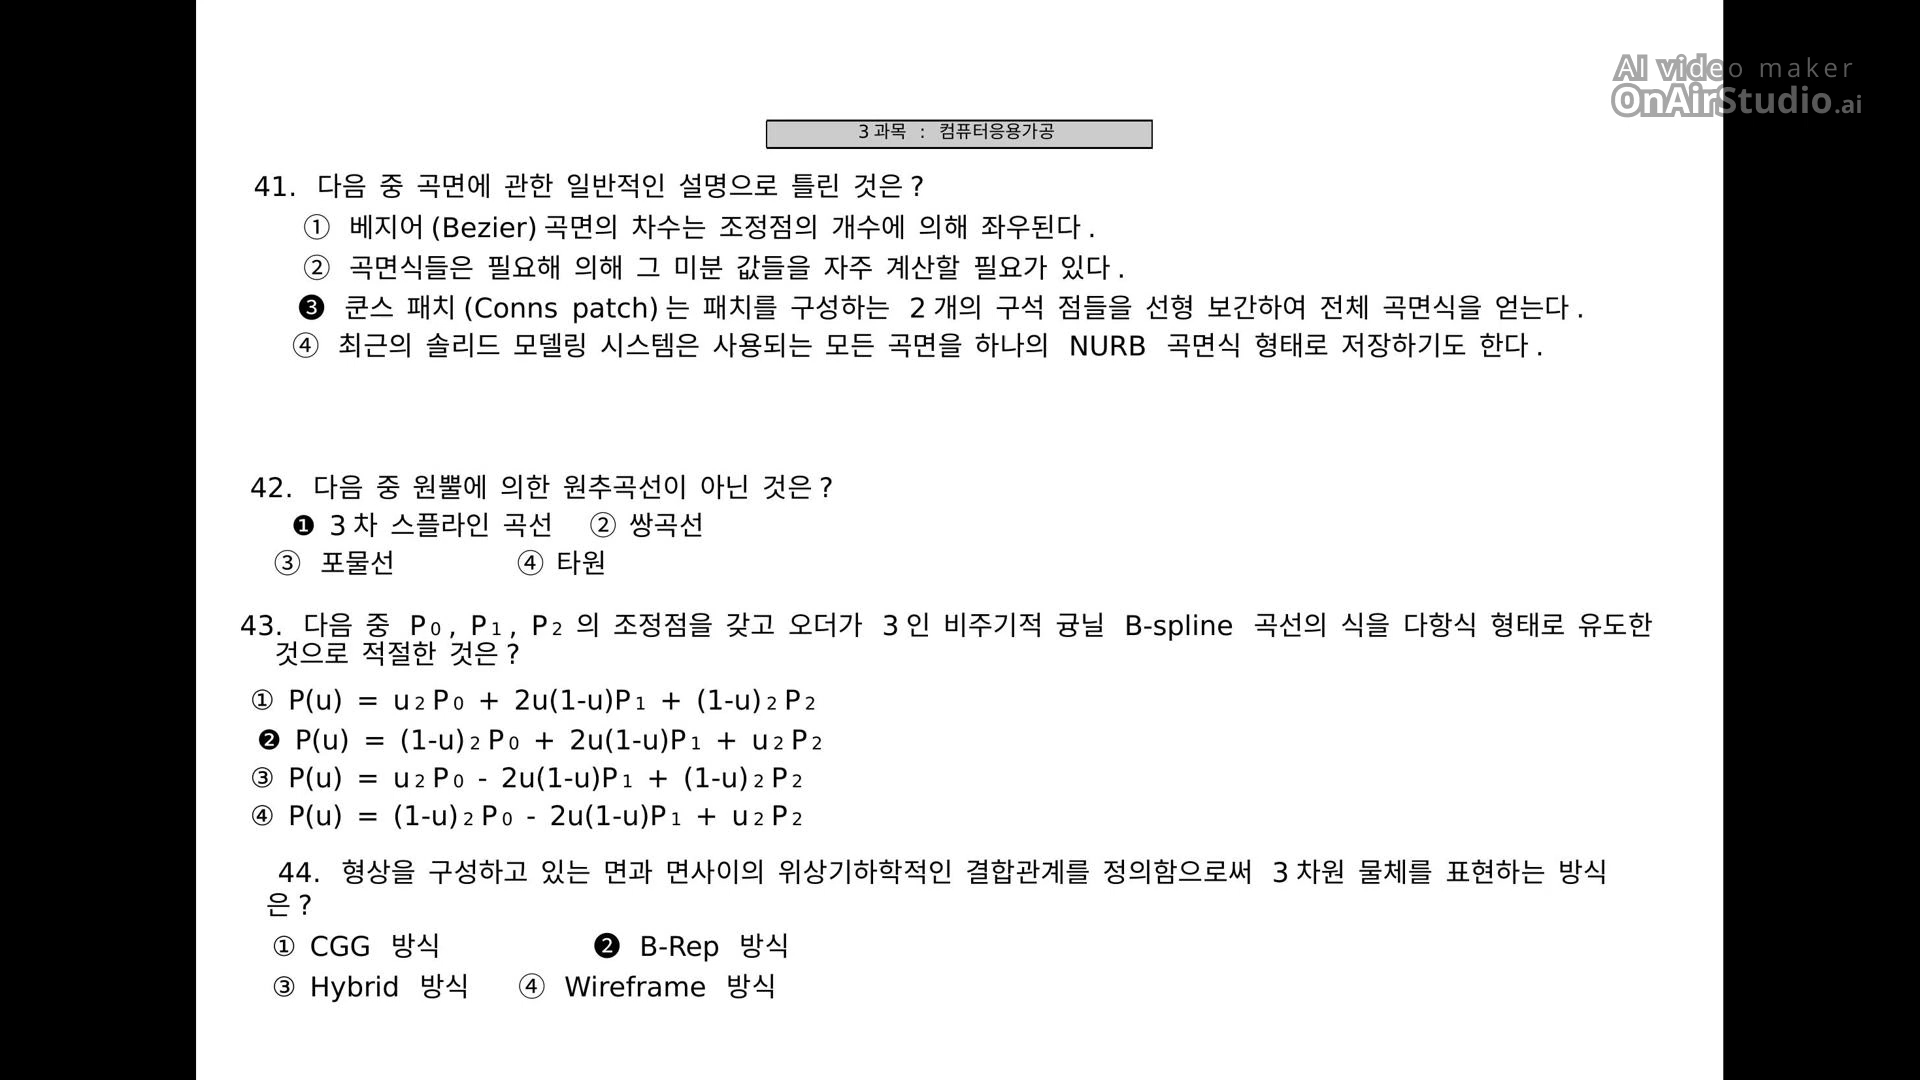 AI video maker
OnAirStudio.ai
3과목 : 컴퓨터응용가공
41. 다음 중 곡면에 관한 일반적인 설명으로 틀린 것은?
① 베지어(Bezier)곡면의 차수는 조정점의 개수에 의해 좌우된다.
② 곡면식들은 필요해 의해 그 미분 값들을 자주 계산할 필요가 있다.
❸ 쿤스 패치(Conns patch)는 패치를 구성하는 2개의 구석 점들을 선형 보간하여 전체 곡면식을 얻는다.
④ 최근의 솔리드 모델링 시스템은 사용되는 모든 곡면을 하나의 NURB 곡면식 형태로 저장하기도 한다.
42. 다음 중 원뿔에 의한 원추곡선이 아닌 것은?
❶ 3차 스플라인 곡선 ② 쌍곡선
③ 포물선 ④ 타원
43. 다음 중 P₀, P₁, P₂의 조정점을 갖고 오더가 3인 비주기적 균닐 B-spline 곡선의 식을 다항식 형태로 유도한
것으로 적절한 것은?
① P(u) = u₂P₀ + 2u(1-u)P₁ + (1-u)₂P₂
❷ P(u) = (1-u)₂P₀ + 2u(1-u)P₁ + u₂P₂
③ P(u) = u₂P₀ - 2u(1-u)P₁ + (1-u)₂P₂
④ P(u) = (1-u)₂P₀ - 2u(1-u)P₁ + u₂P₂
44. 형상을 구성하고 있는 면과 면사이의 위상기하학적인 결합관계를 정의함으로써 3차원 물체를 표현하는 방식
은?
① CGG 방식 ❷ B-Rep 방식
③ Hybrid 방식 ④ Wireframe 방식